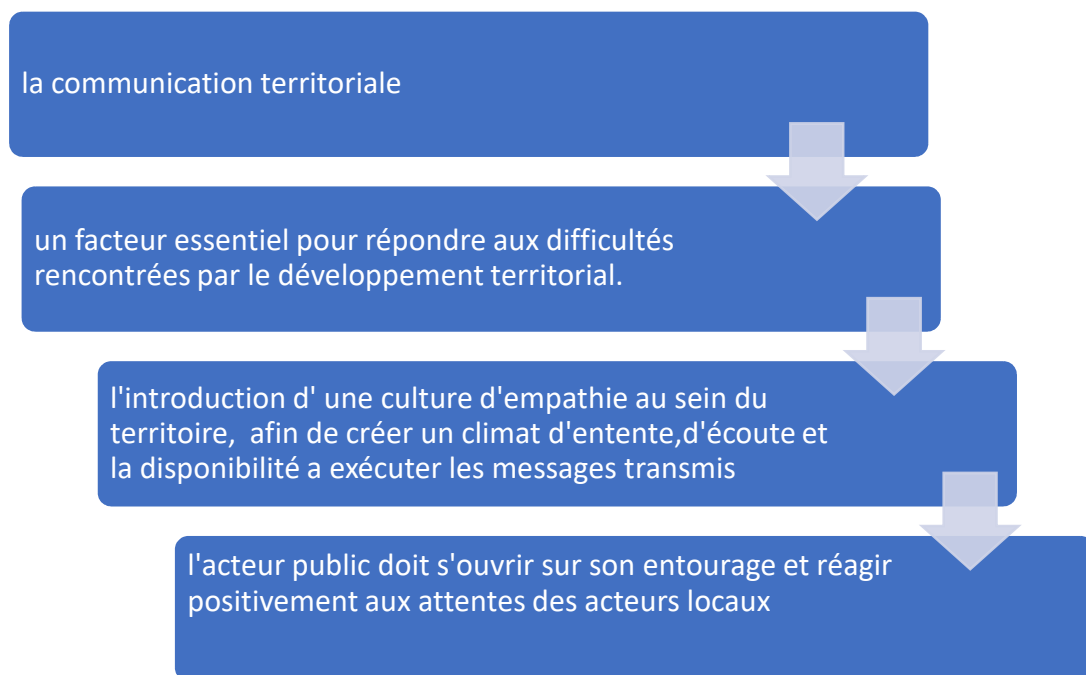 la communication territoriale
un facteur essentiel pour répondre aux difficultés
rencontrées par le développement territorial.
l'introduction d' une culture d'empathie au sein du
territoire,  afin de créer un climat d'entente,d'écoute et
la disponibilité a exécuter les messages transmis
l'acteur public doit s'ouvrir sur son entourage et réagir
positivement aux attentes des acteurs locaux